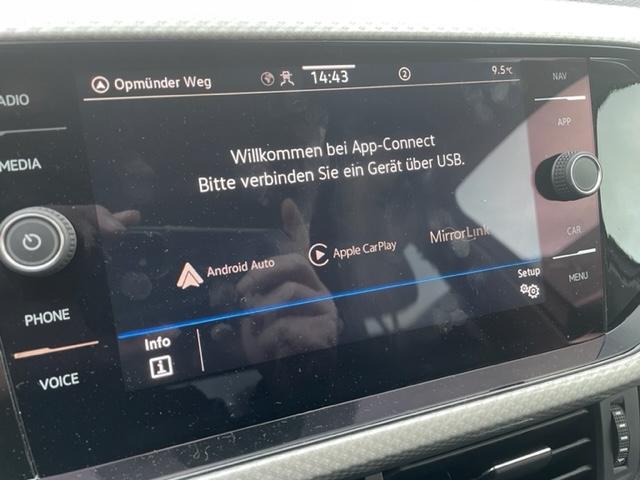 Opmünder Weg
14:43
2
9.5°C
NAV
RADIO
MEDIA
APP
Willkommen bei App-Connect
Bitte verbinden Sie ein Gerät über USB.
Android Auto
Apple CarPlay
MirrorLink
CAR
MENU
Setup
PHONE
VOICE
Info
i